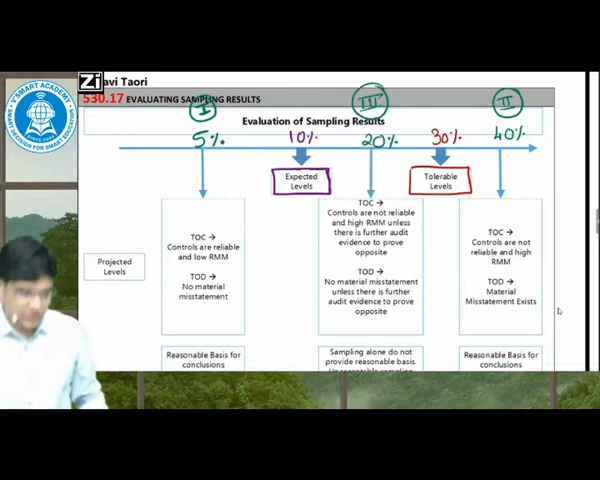 V'SMART ACADEMY
SMART DECISION FOR SMART EDUCATION
Zi avi Taori
530.17 EVALUATING SAMPLING RESULTS
Evaluation of Sampling Results
I III II
5% 10% 20% 30% 40%
Expected
Levels
Tolerable
Levels
Projected
Levels
TOC →
Controls are reliable
and low RMM
TOD →
No material
misstatement
TOC →
Controls are not reliable
and high RMM unless
there is further audit
evidence to prove
opposite
TOD →
No material misstatement
unless there is further
audit evidence to prove
opposite
TOC →
Controls are not
reliable and high
RMM
TOD →
Material
Misstatement Exists
Reasonable Basis for
conclusions
Sampling alone do not
provide reasonable basis.
Reasonable Basis for
conclusions